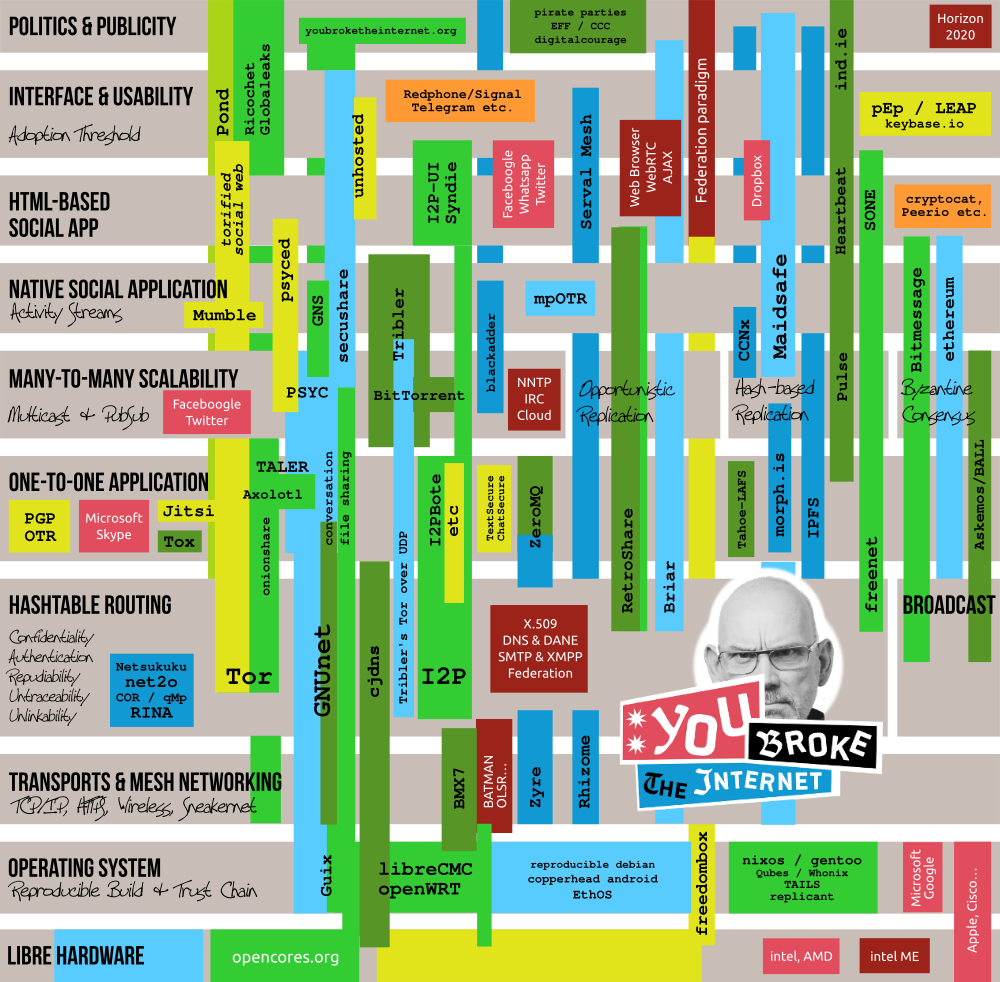 POLITICS & PUBLICITY
youbroketheinternet.org
pirate parties
EFF / CCC
digitalcourage
Horizon
2020
INTERFACE & USABILITY
Adoption Threshold
Pond
Ricochet
Globaleaks
unhosted
Redphone/Signal
Telegram etc.
Serval Mesh
Federation paradigm
ind.ie
pEp / LEAP
keybase.io
HTML-BASED
SOCIAL APP
torified
social web
I2P-UI
Syndie
Faceboogle
Whatsapp
Twitter
Web Browser
WebRTC
AJAX
Dropbox
Heartbeat
SONE
cryptocat,
Peerio etc.
NATIVE SOCIAL APPLICATION
Activity Streams
Mumble
psyced
GNS
secushare
Tribler
blackadder
mpOTR
CCNx
Maidsafe
Bitmessage
ethereum
MANY-TO-MANY SCALABILITY
Multicast & PubSub
Faceboogle
Twitter
PSYC
BitTorrent
NNTP
IRC
Cloud
Opportunistic
Replication
Hash-based
Replication
Pulse
Byzantine
Consensus
ONE-TO-ONE APPLICATION
PGP
OTR
Microsoft
Skype
Jitsi
Tox
TALER
Axolotl
onionshare
conversation
file sharing
Tribler's Tor over UDP
I2PBote
etc
TextSecure
ChatSecure
ZeroMQ
RetroShare
Briar
Tahoe-LAFS
morph.is
IPFS
freenet
Askemos/BALL
HASHTABLE ROUTING
Confidentiality
Authentication
Repudiability
Untraceability
Unlinkability
Netsukuku
net2o
COR / qMp
RINA
Tor
GNUnet
cjdns
I2P
X.509
DNS & DANE
SMTP & XMPP
Federation
BROADCAST
YOU
BROKE
THE INTERNET
TRANSPORTS & MESH NETWORKING
TCP/IP, HTTPS, Wireless, Sneakernet
BMX7
BATMAN
OLSR...
Zyre
Rhizome
OPERATING SYSTEM
Reproducible Build & Trust Chain
Guix
libreCMC
openWRT
reproducible debian
copperhead android
EthOS
freedombox
nixos / gentoo
Qubes / Whonix
TAILS
replicant
Microsoft
Google
Apple, Cisco...
LIBRE HARDWARE
opencores.org
intel, AMD
intel ME